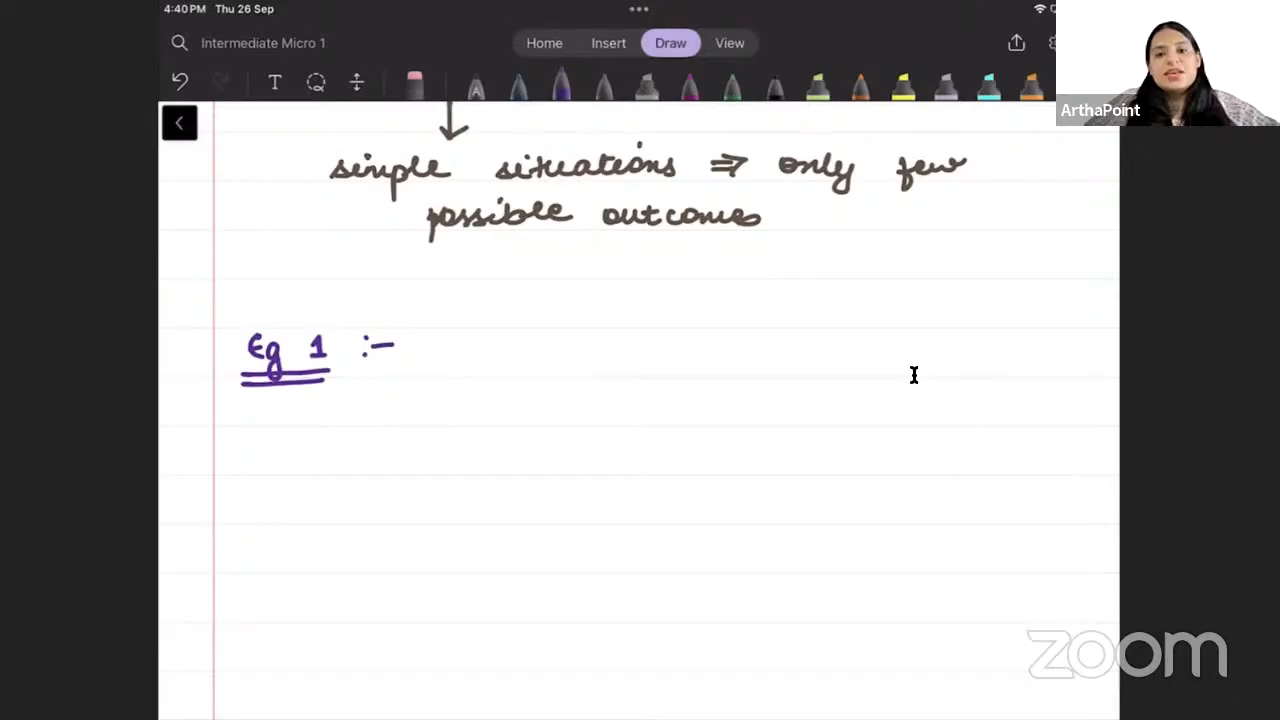 4:40 PM Thu 26 Sep
Intermediate Micro 1
Home Insert Draw View
A
ArthaPoint
simple situations ⇒ only few
possible outcomes
Eg 1 :-
zoom